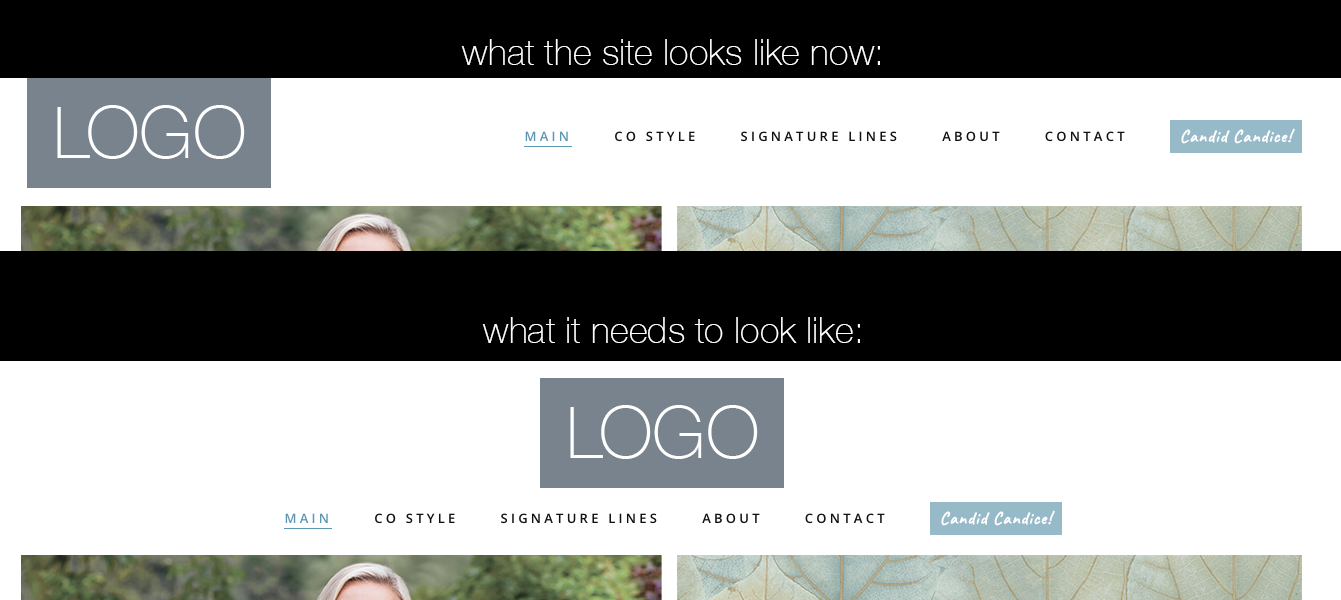 what the site looks like now:
LOGO
MAIN CO STYLE SIGNATURE LINES ABOUT CONTACT Candid Candice!
what it needs to look like:
LOGO
MAIN CO STYLE SIGNATURE LINES ABOUT CONTACT Candid Candice!